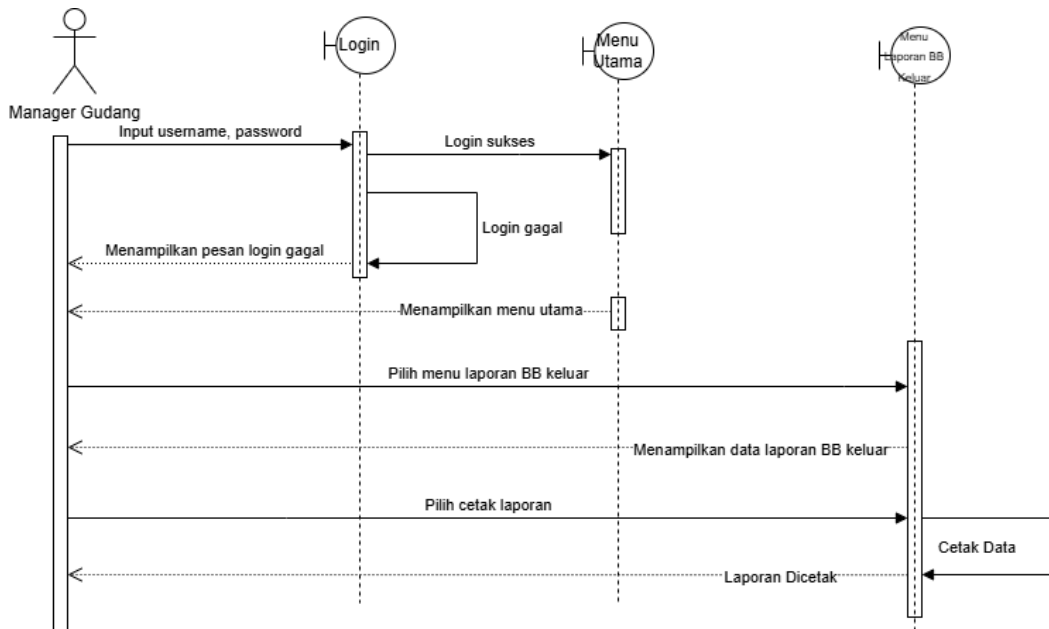 Login
Menu
Utama
Menu
Laporan BB
Keluar
Manager Gudang
Input username, password
Login sukses
Login gagal
Menampilkan pesan login gagal
Menampilkan menu utama
Pilih menu laporan BB keluar
Menampilkan data laporan BB keluar
Pilih cetak laporan
Cetak Data
Laporan Dicetak